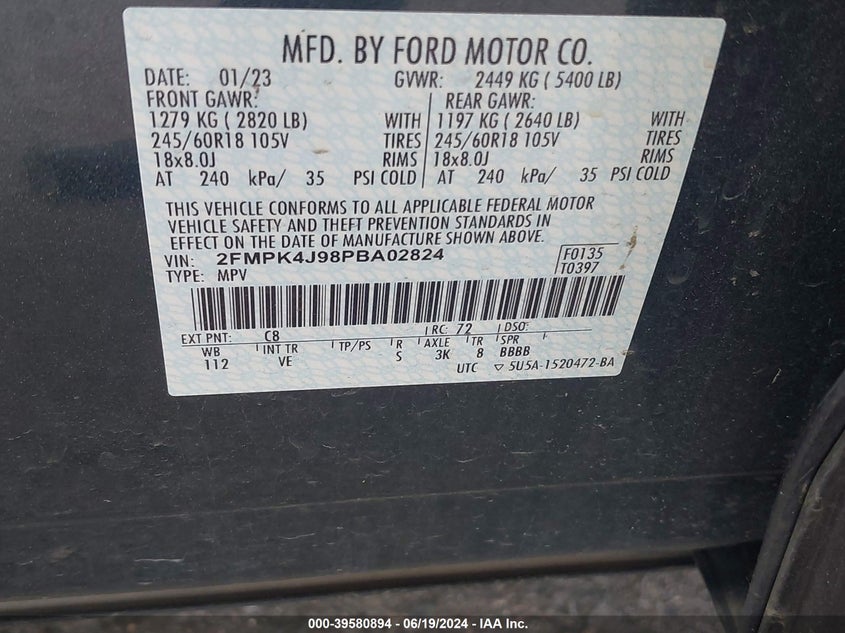 MFD. BY FORD MOTOR CO.
DATE: 01/23 GVWR: 2449 KG ( 5400 LB)
FRONT GAWR: REAR GAWR:
1279 KG ( 2820 LB) WITH 1197 KG ( 2640 LB) WITH
245/60R18 105V TIRES 245/60R18 105V TIRES
18x8.0J RIMS 18x8.0J RIMS
AT 240 kPa/ 35 PSI COLD AT 240 kPa/ 35 PSI COLD
THIS VEHICLE CONFORMS TO ALL APPLICABLE FEDERAL MOTOR
VEHICLE SAFETY AND THEFT PREVENTION STANDARDS IN
EFFECT ON THE DATE OF MANUFACTURE SHOWN ABOVE.
VIN: 2FMPK4J98PBA02824 F0135
TYPE: MPV T0397
EXT PNT: C8 RC: 72 DSO:
WB INT TR TP/PS R AXLE TR SPR
112 VE S 3K 8 BBBB
UTC ▽ 5U5A-1520472-BA
000-39580894 / 06/19/2024 - IAA Inc.